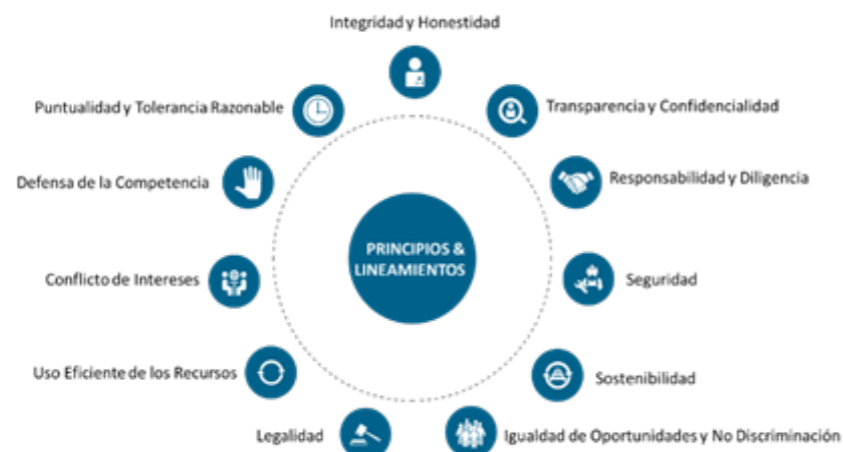 Integridad y Honestidad
Puntualidad y Tolerancia Razonable
Transparencia y Confidencialidad
Defensa de la Competencia
Responsabilidad y Diligencia
PRINCIPIOS &
LINEAMIENTOS
Conflicto de Intereses
Seguridad
Uso Eficiente de los Recursos
Sostenibilidad
Legalidad
Igualdad de Oportunidades y No Discriminación